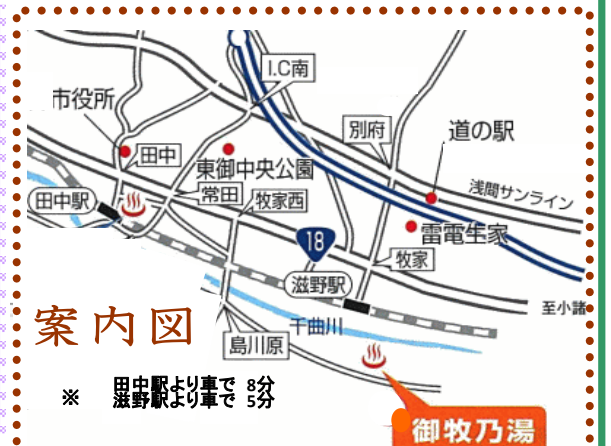 I.C南
市役所
別府
道の駅
田中
東御中央公園
浅間サンライン
田中駅
常田
牧家西
雷電生家
18
牧家
滋野駅
至小諸
千曲川
案内図
島川原
※ 田中駅より車で 8分
滋野駅より車で 5分
御牧乃湯